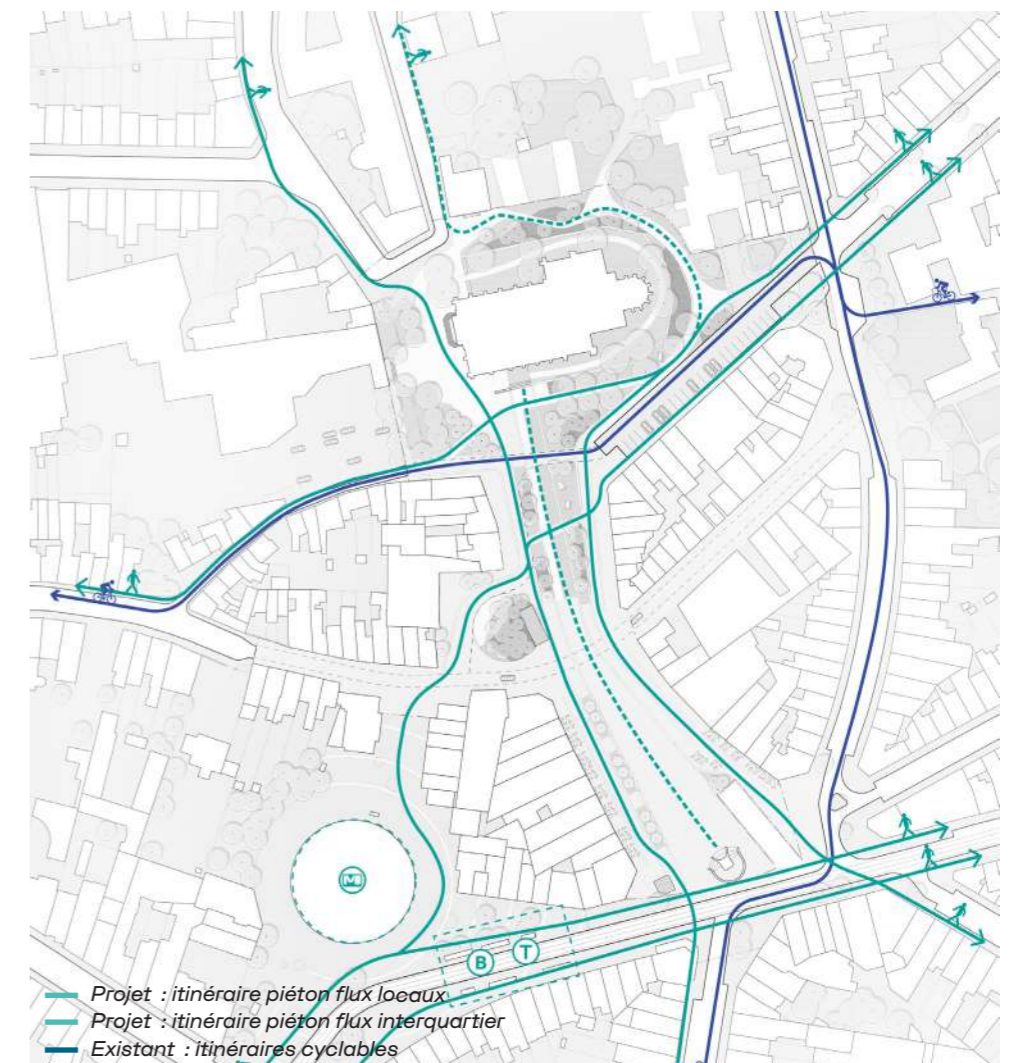 M
B
T
Projet : itinéraire piéton flux locaux
Projet : itinéraire piéton flux interquartier
Existant : itinéraires cyclables